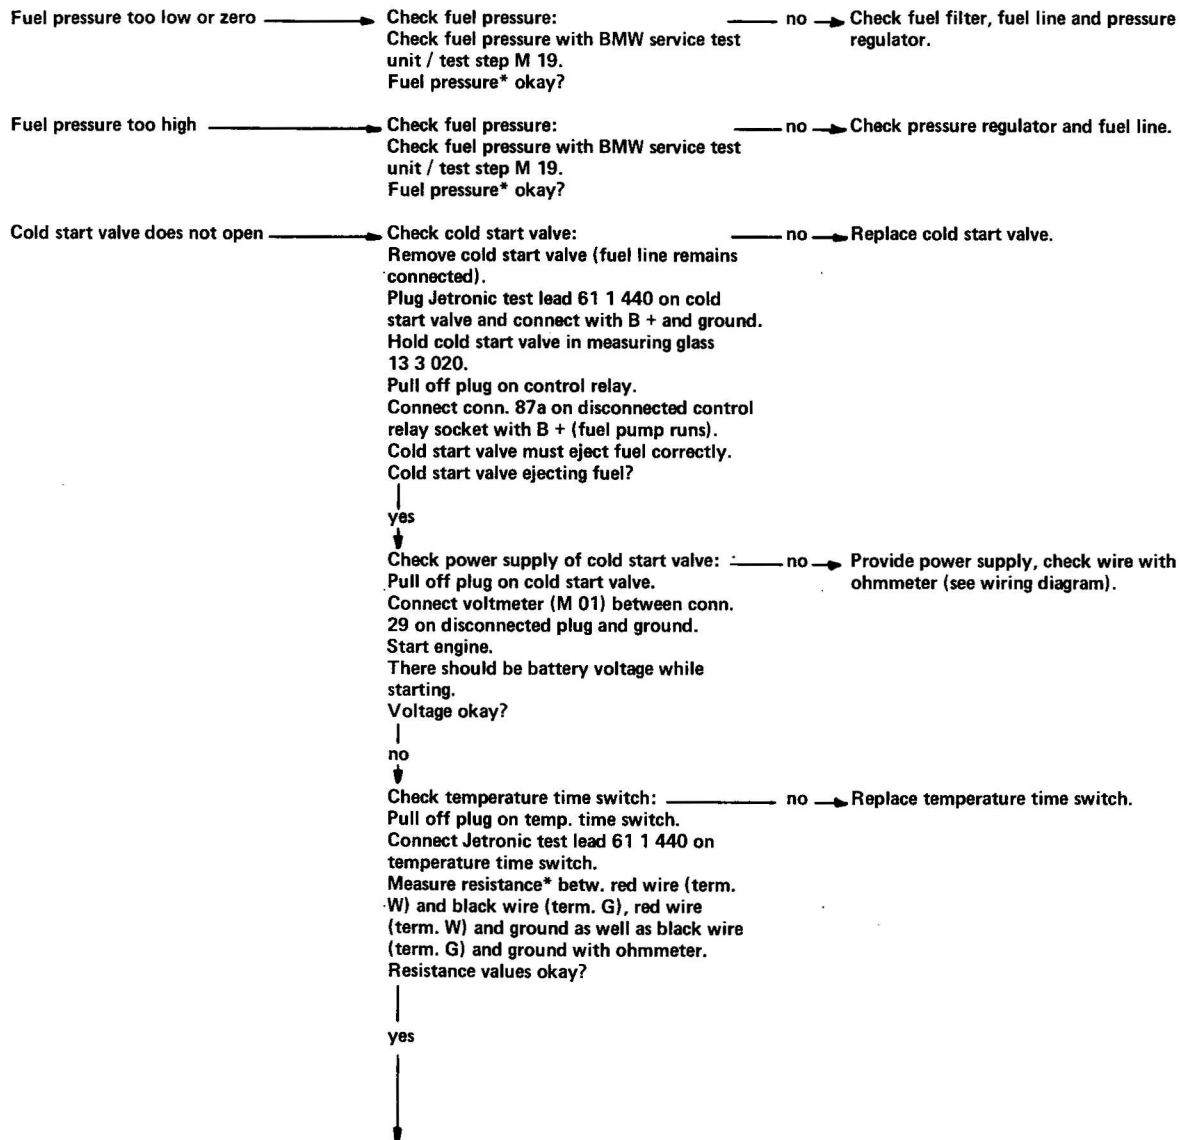 Fuel pressure too low or zero
Check fuel pressure:
no
Check fuel filter, fuel line and pressure
regulator.
Check fuel pressure with BMW service test
unit / test step M 19.
Fuel pressure* okay?
Fuel pressure too high
Check fuel pressure:
no
Check pressure regulator and fuel line.
Check fuel pressure with BMW service test
unit / test step M 19.
Fuel pressure* okay?
Cold start valve does not open
Check cold start valve:
no
Replace cold start valve.
Remove cold start valve (fuel line remains
connected).
Plug Jetronic test lead 61 1 440 on cold
start valve and connect with B + and ground.
Hold cold start valve in measuring glass
13 3 020.
Pull off plug on control relay.
Connect conn. 87a on disconnected control
relay socket with B + (fuel pump runs).
Cold start valve must eject fuel correctly.
Cold start valve ejecting fuel?
yes
Check power supply of cold start valve:
no
Provide power supply, check wire with
ohmmeter (see wiring diagram).
Pull off plug on cold start valve.
Connect voltmeter (M 01) between conn.
29 on disconnected plug and ground.
Start engine.
There should be battery voltage while
starting.
Voltage okay?
no
Check temperature time switch:
no
Replace temperature time switch.
Pull off plug on temp. time switch.
Connect Jetronic test lead 61 1 440 on
temperature time switch.
Measure resistance* betw. red wire (term.
W) and black wire (term. G), red wire
(term. W) and ground as well as black wire
(term. G) and ground with ohmmeter.
Resistance values okay?
yes